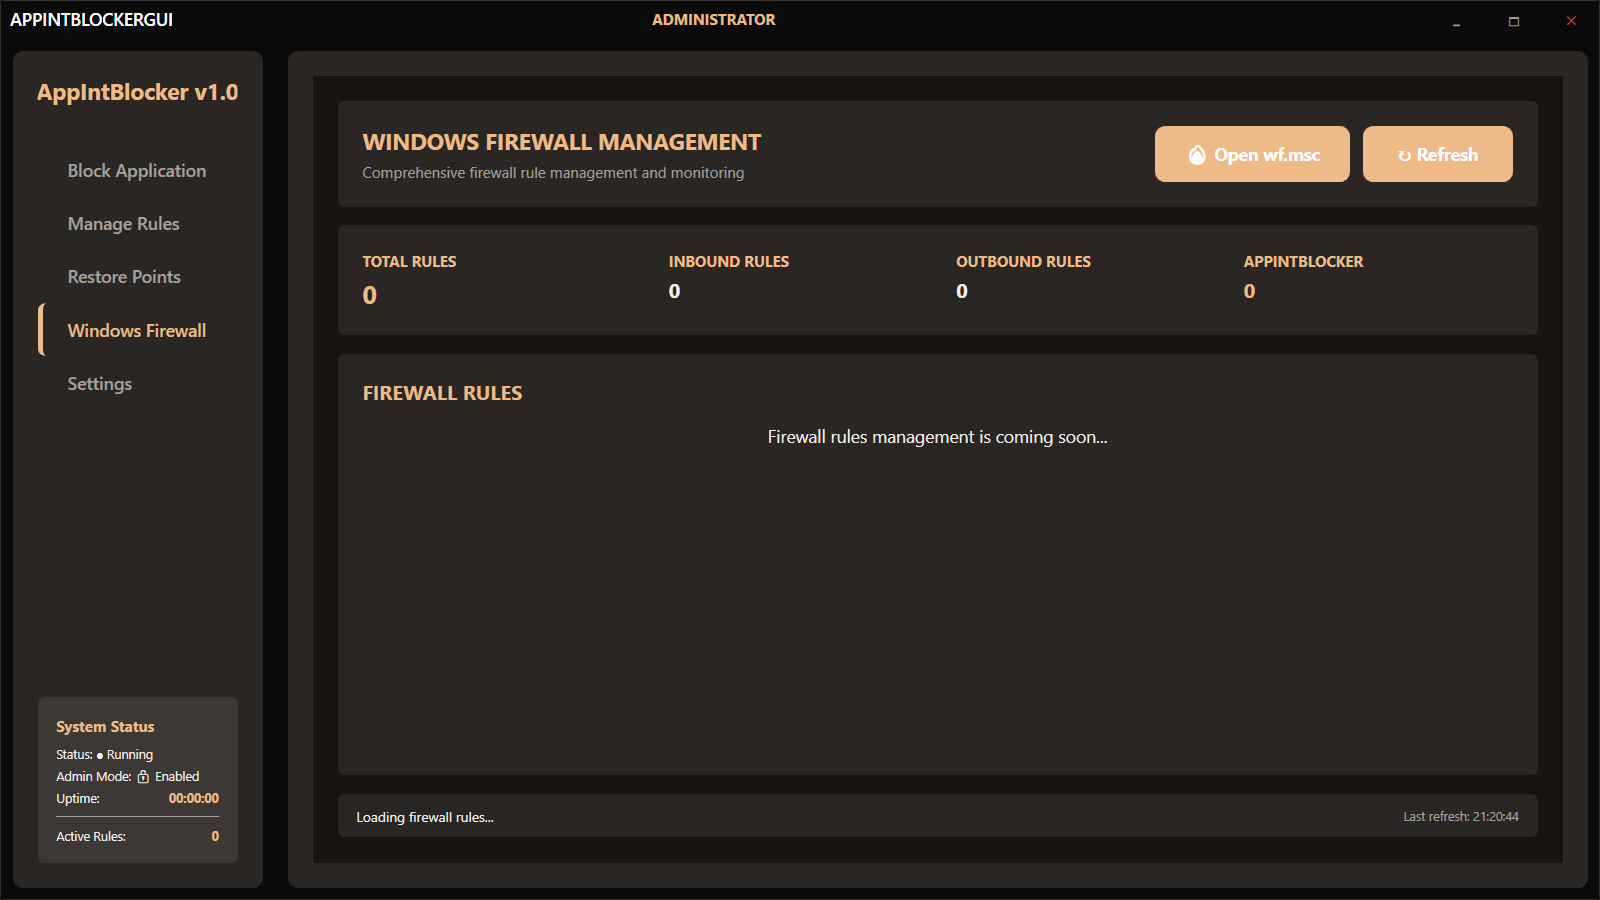 APPINTBLOCKERGUI
ADMINISTRATOR
AppIntBlocker v1.0
Block Application
Manage Rules
Restore Points
Windows Firewall
Settings
System Status
Status: ● Running
Admin Mode: Enabled
Uptime: 00:00:00
Active Rules: 0
WINDOWS FIREWALL MANAGEMENT
Comprehensive firewall rule management and monitoring
Open wf.msc
↻ Refresh
TOTAL RULES
0
INBOUND RULES
0
OUTBOUND RULES
0
APPINTBLOCKER
0
FIREWALL RULES
Firewall rules management is coming soon...
Loading firewall rules...
Last refresh: 21:20:44